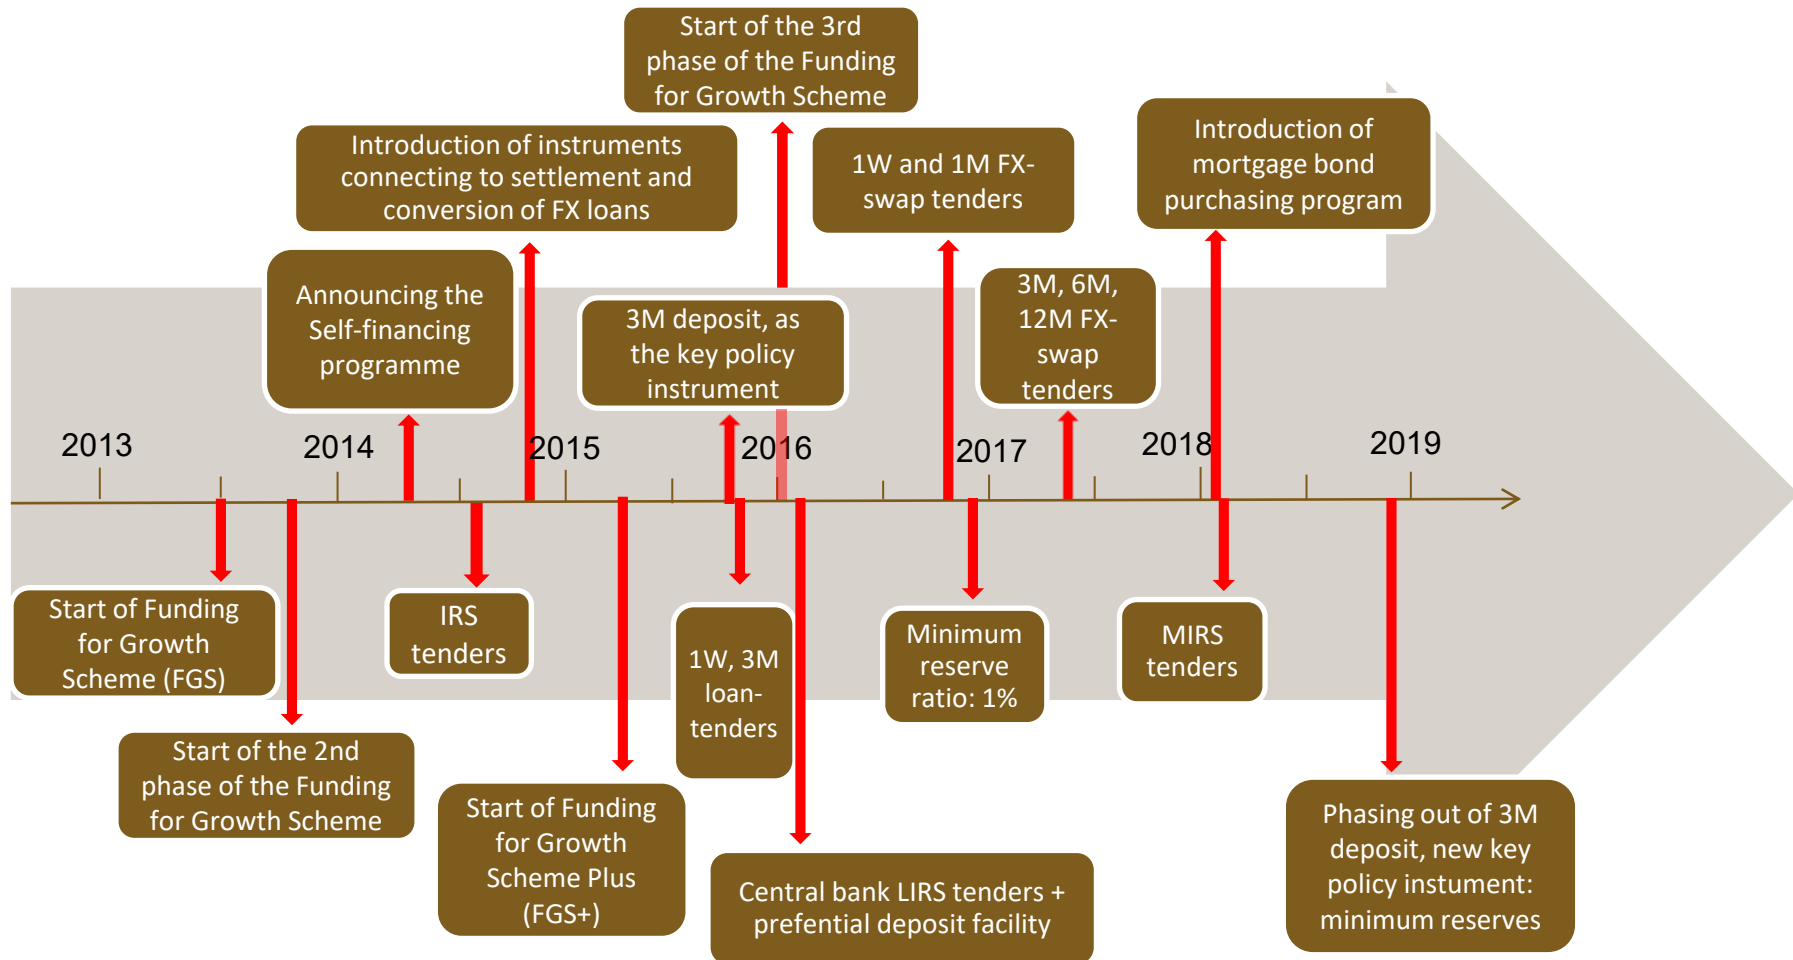 Start of the 3rd
phase of the Funding
for Growth Scheme
Introduction of instruments
connecting to settlement and
conversion of FX loans
1W and 1M FX-
swap tenders
Introduction of
mortgage bond
purchasing program
Announcing the
Self-financing
programme
3M deposit, as
the key policy
instrument
3M, 6M,
12M FX-
swap
tenders
2013
2014
2015
2016
2017
2018
2019
Start of Funding
for Growth
Scheme (FGS)
IRS
tenders
1W, 3M
loan-
tenders
Minimum
reserve
ratio: 1%
MIRS
tenders
Start of the 2nd
phase of the Funding
for Growth Scheme
Start of Funding
for Growth
Scheme Plus
(FGS+)
Central bank LIRS tenders +
prefential deposit facility
Phasing out of 3M
deposit, new key
policy instument:
minimum reserves